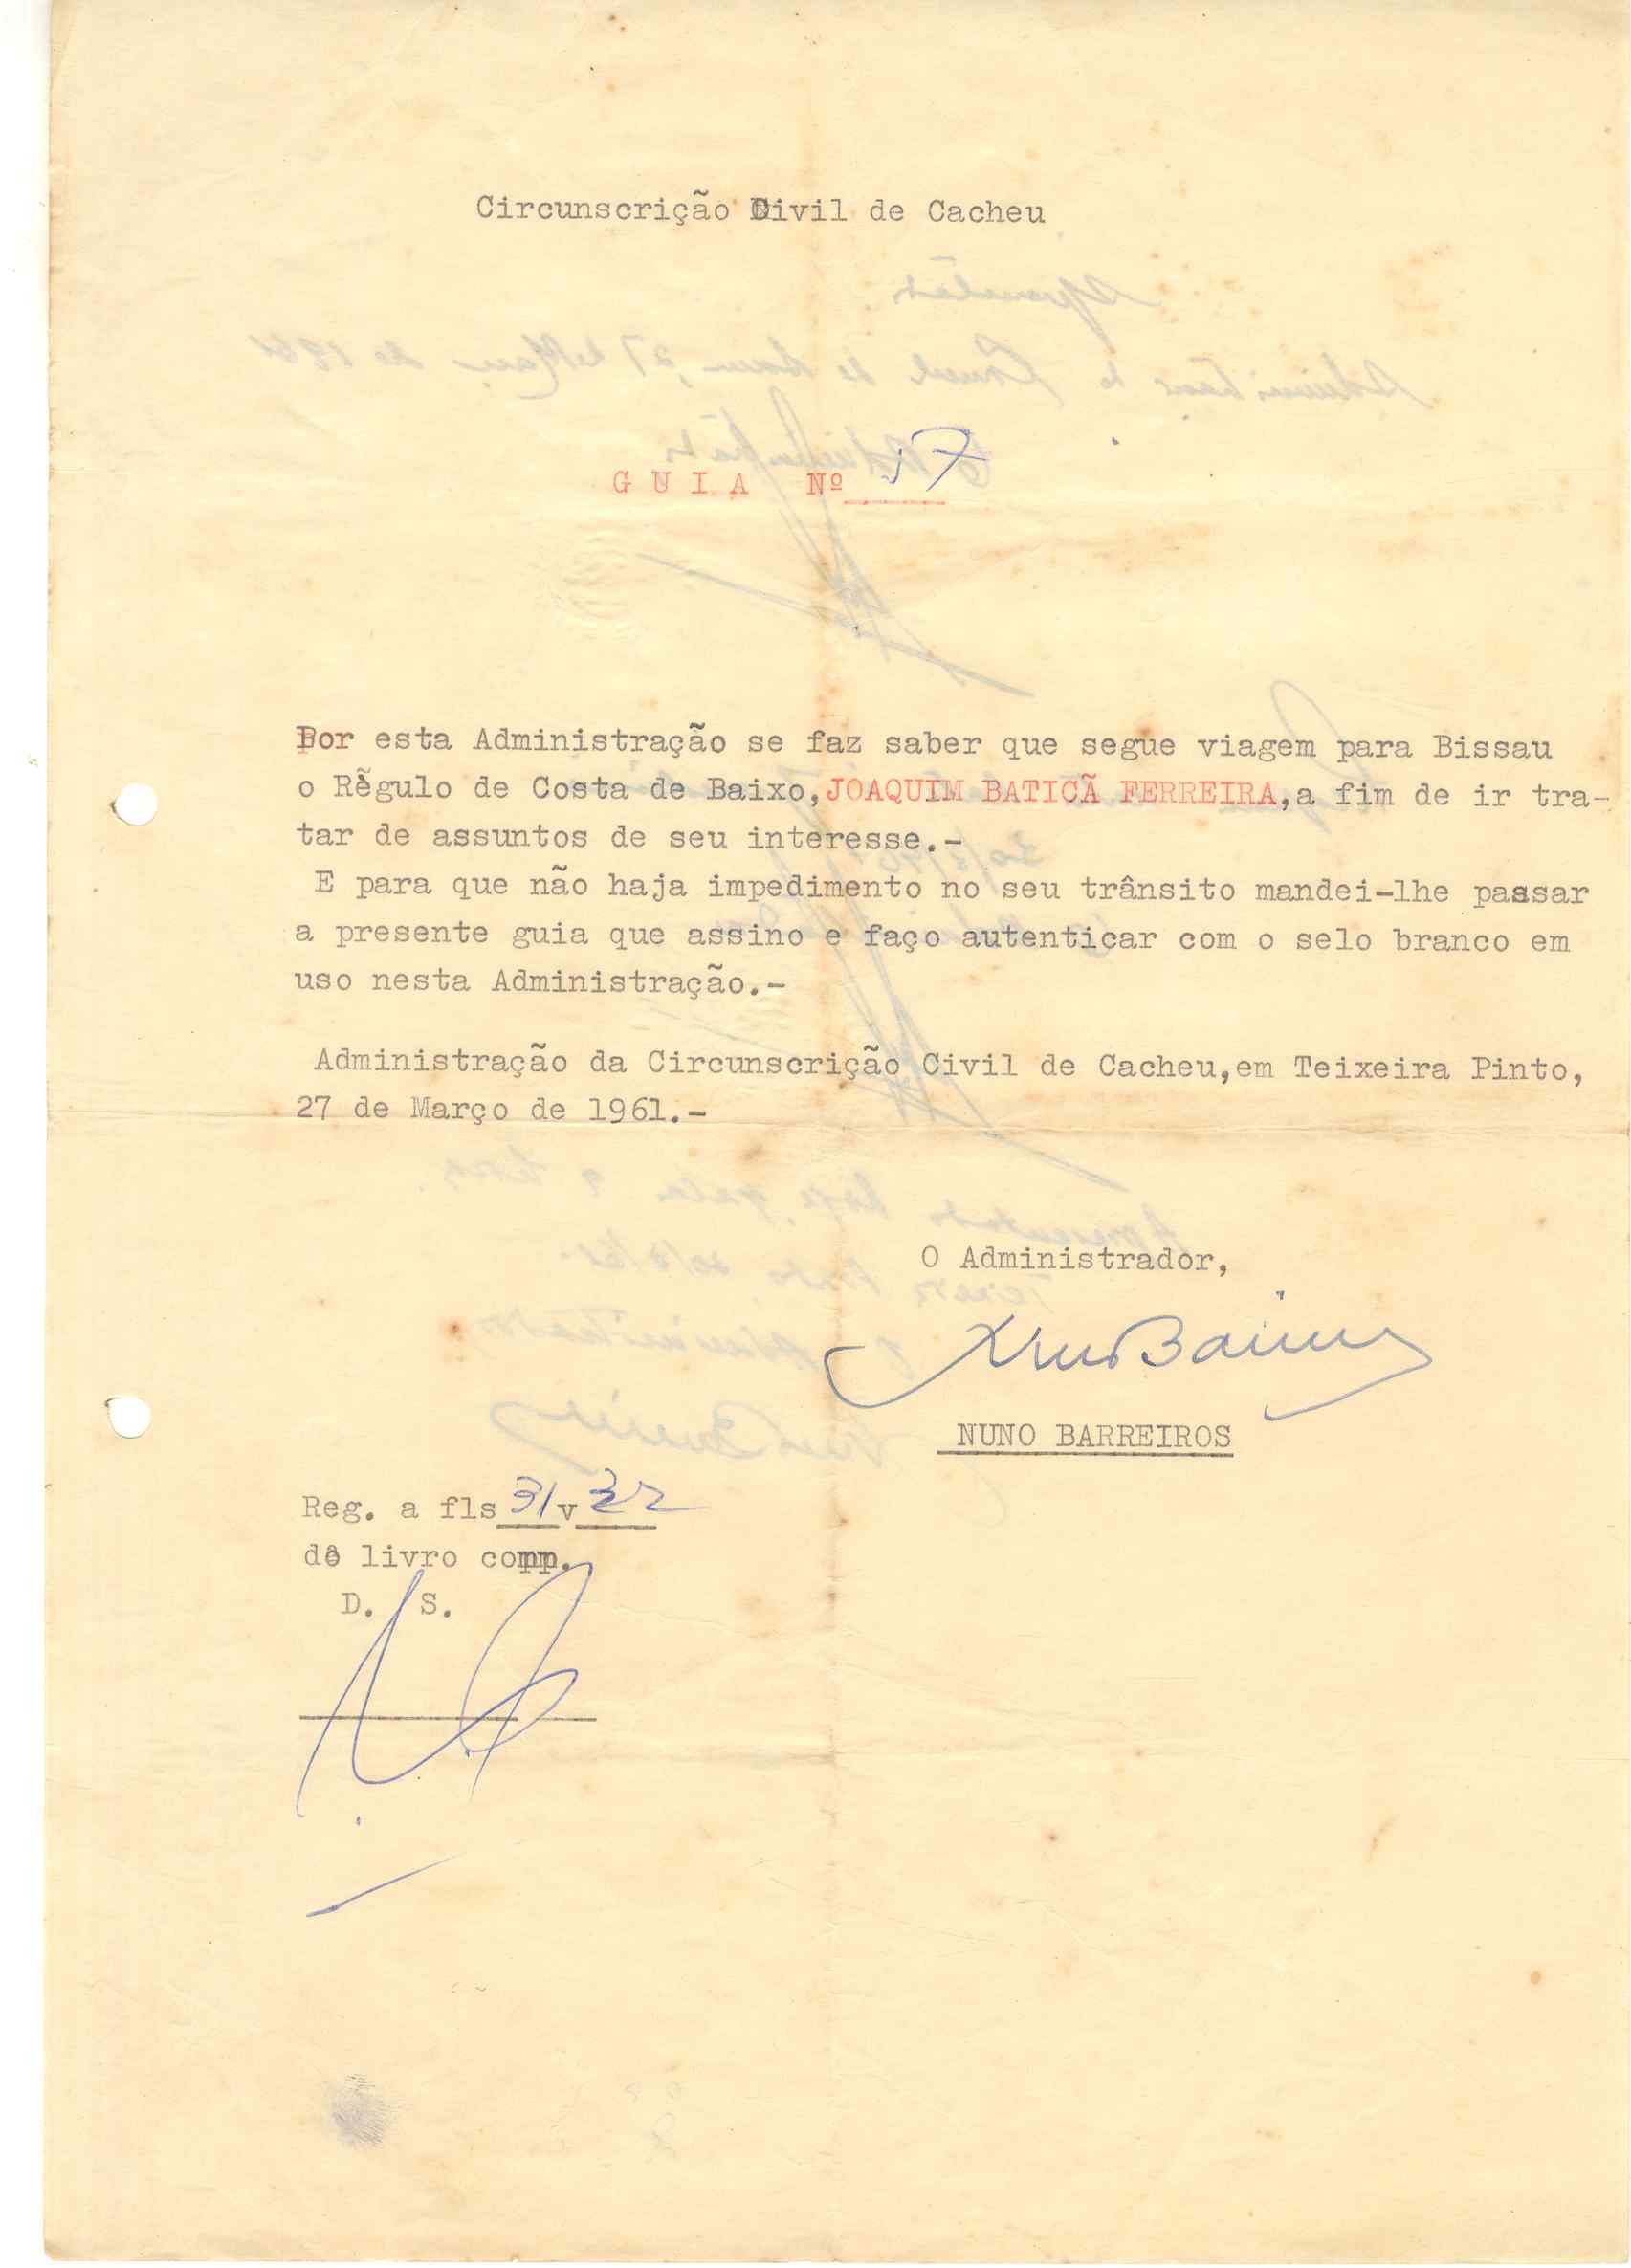 Circunscrição Civil de Cacheu
G U I A Nº 57
Por esta Administração se faz saber que segue viagem para Bissau
o Régulo de Costa de Baixo,JOAQUIM BATICÃ FERREIRA,a fim de ir tra-
tar de assuntos de seu interesse.-
E para que não haja impedimento no seu trânsito mandei-lhe passar
a presente guia que assino e faço autenticar com o selo branco em
uso nesta Administração.-
Administração da Circunscrição Civil de Cacheu,em Teixeira Pinto,
27 de Março de 1961.-
O Administrador,
NUNO BARREIROS
Reg. a fls 31 v 32
do livro comp.
D. S.